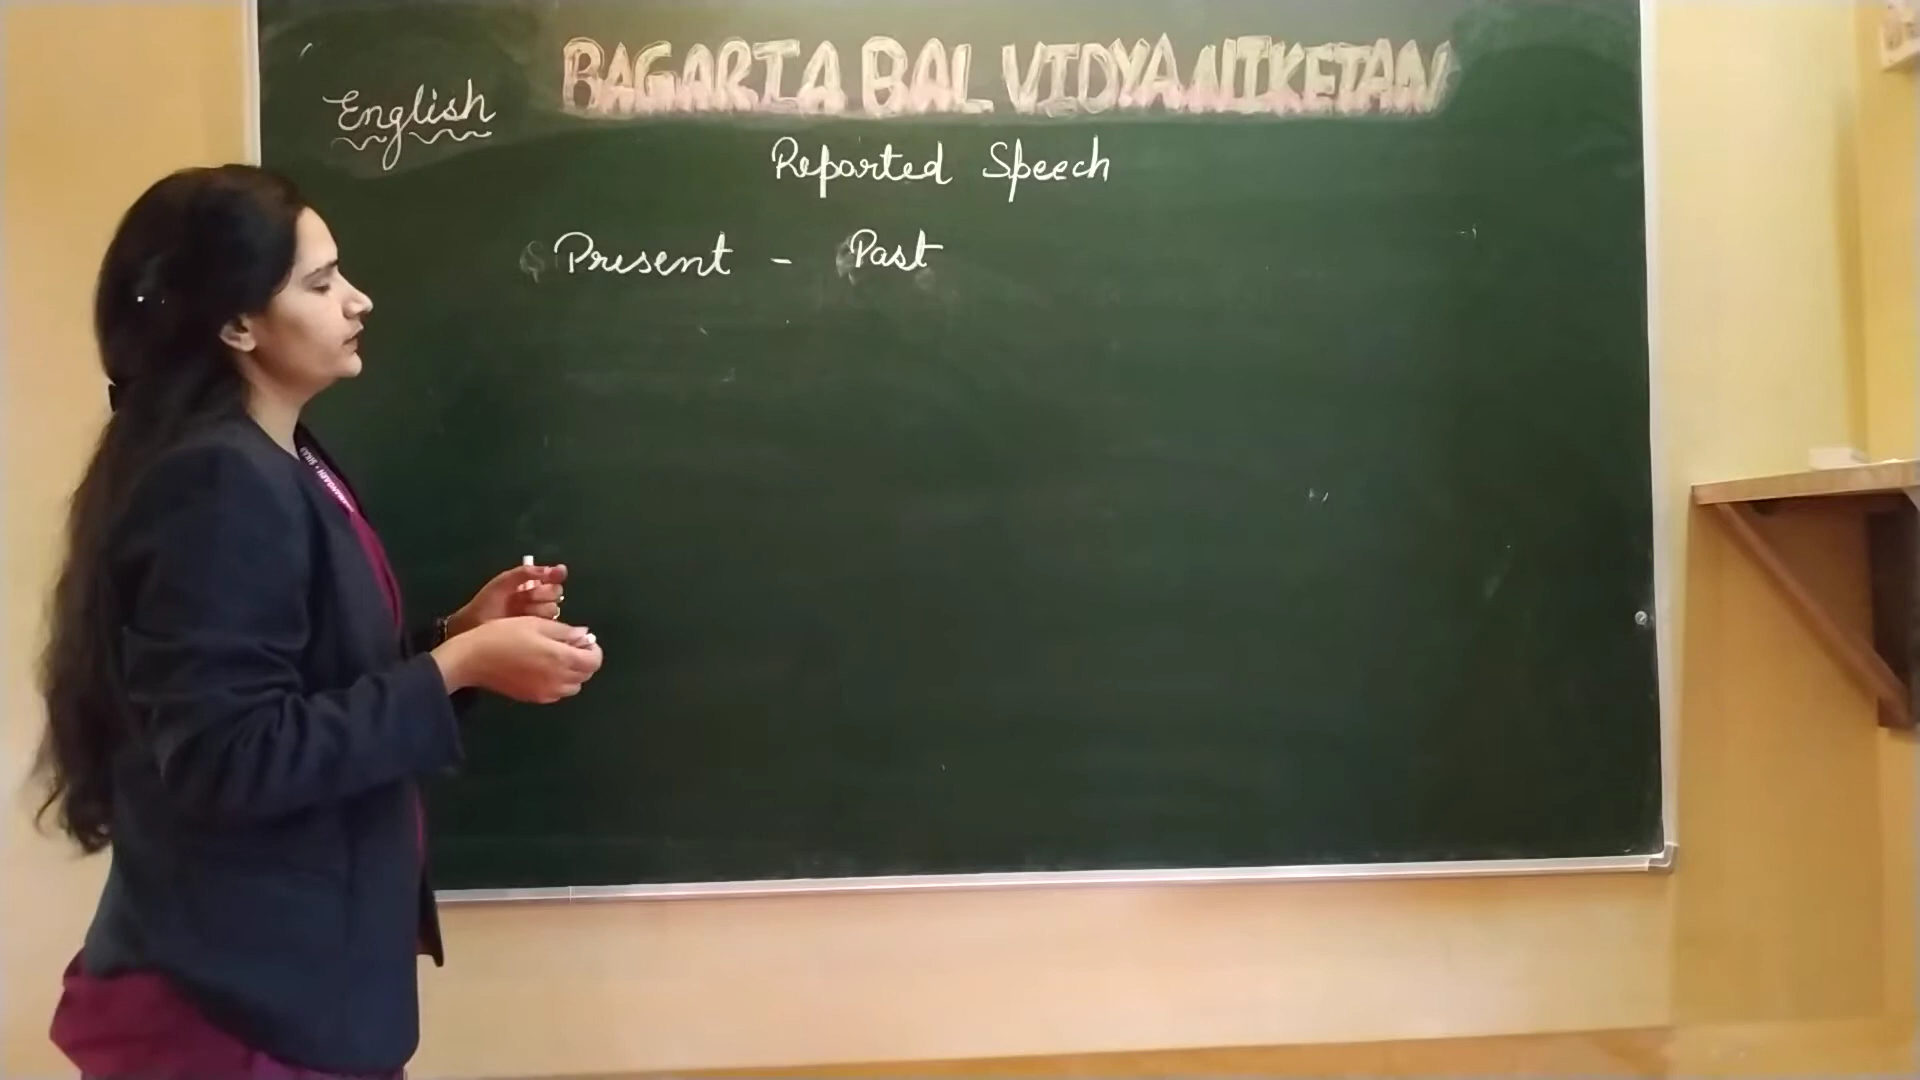 BAGARIA BAL VIDYA NIKETAN
English
Reported Speech
Present - Past